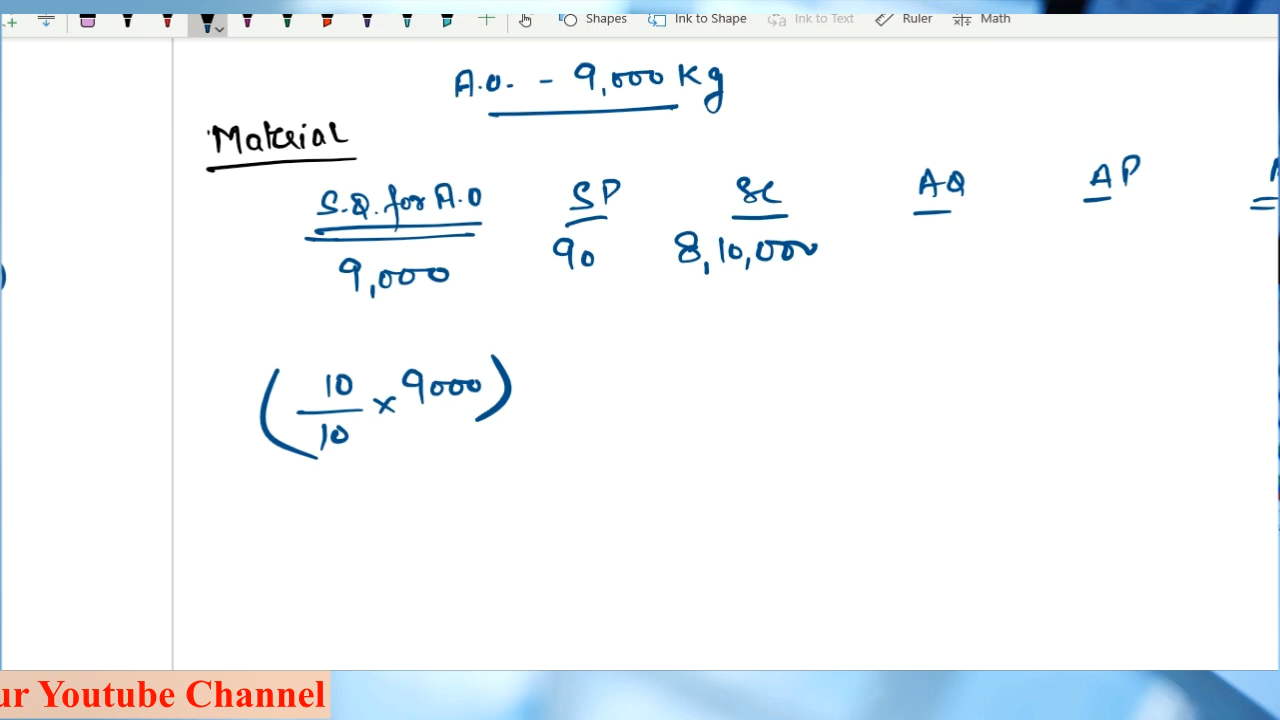 Shapes Ink to Shape Ink to Text Ruler Math
A.O. - 9,000 Kg
Material
S.Q. for A.O SP SC AQ AP
9,000 90 8,10,000
( 10/10 × 9000 )
ur Youtube Channel